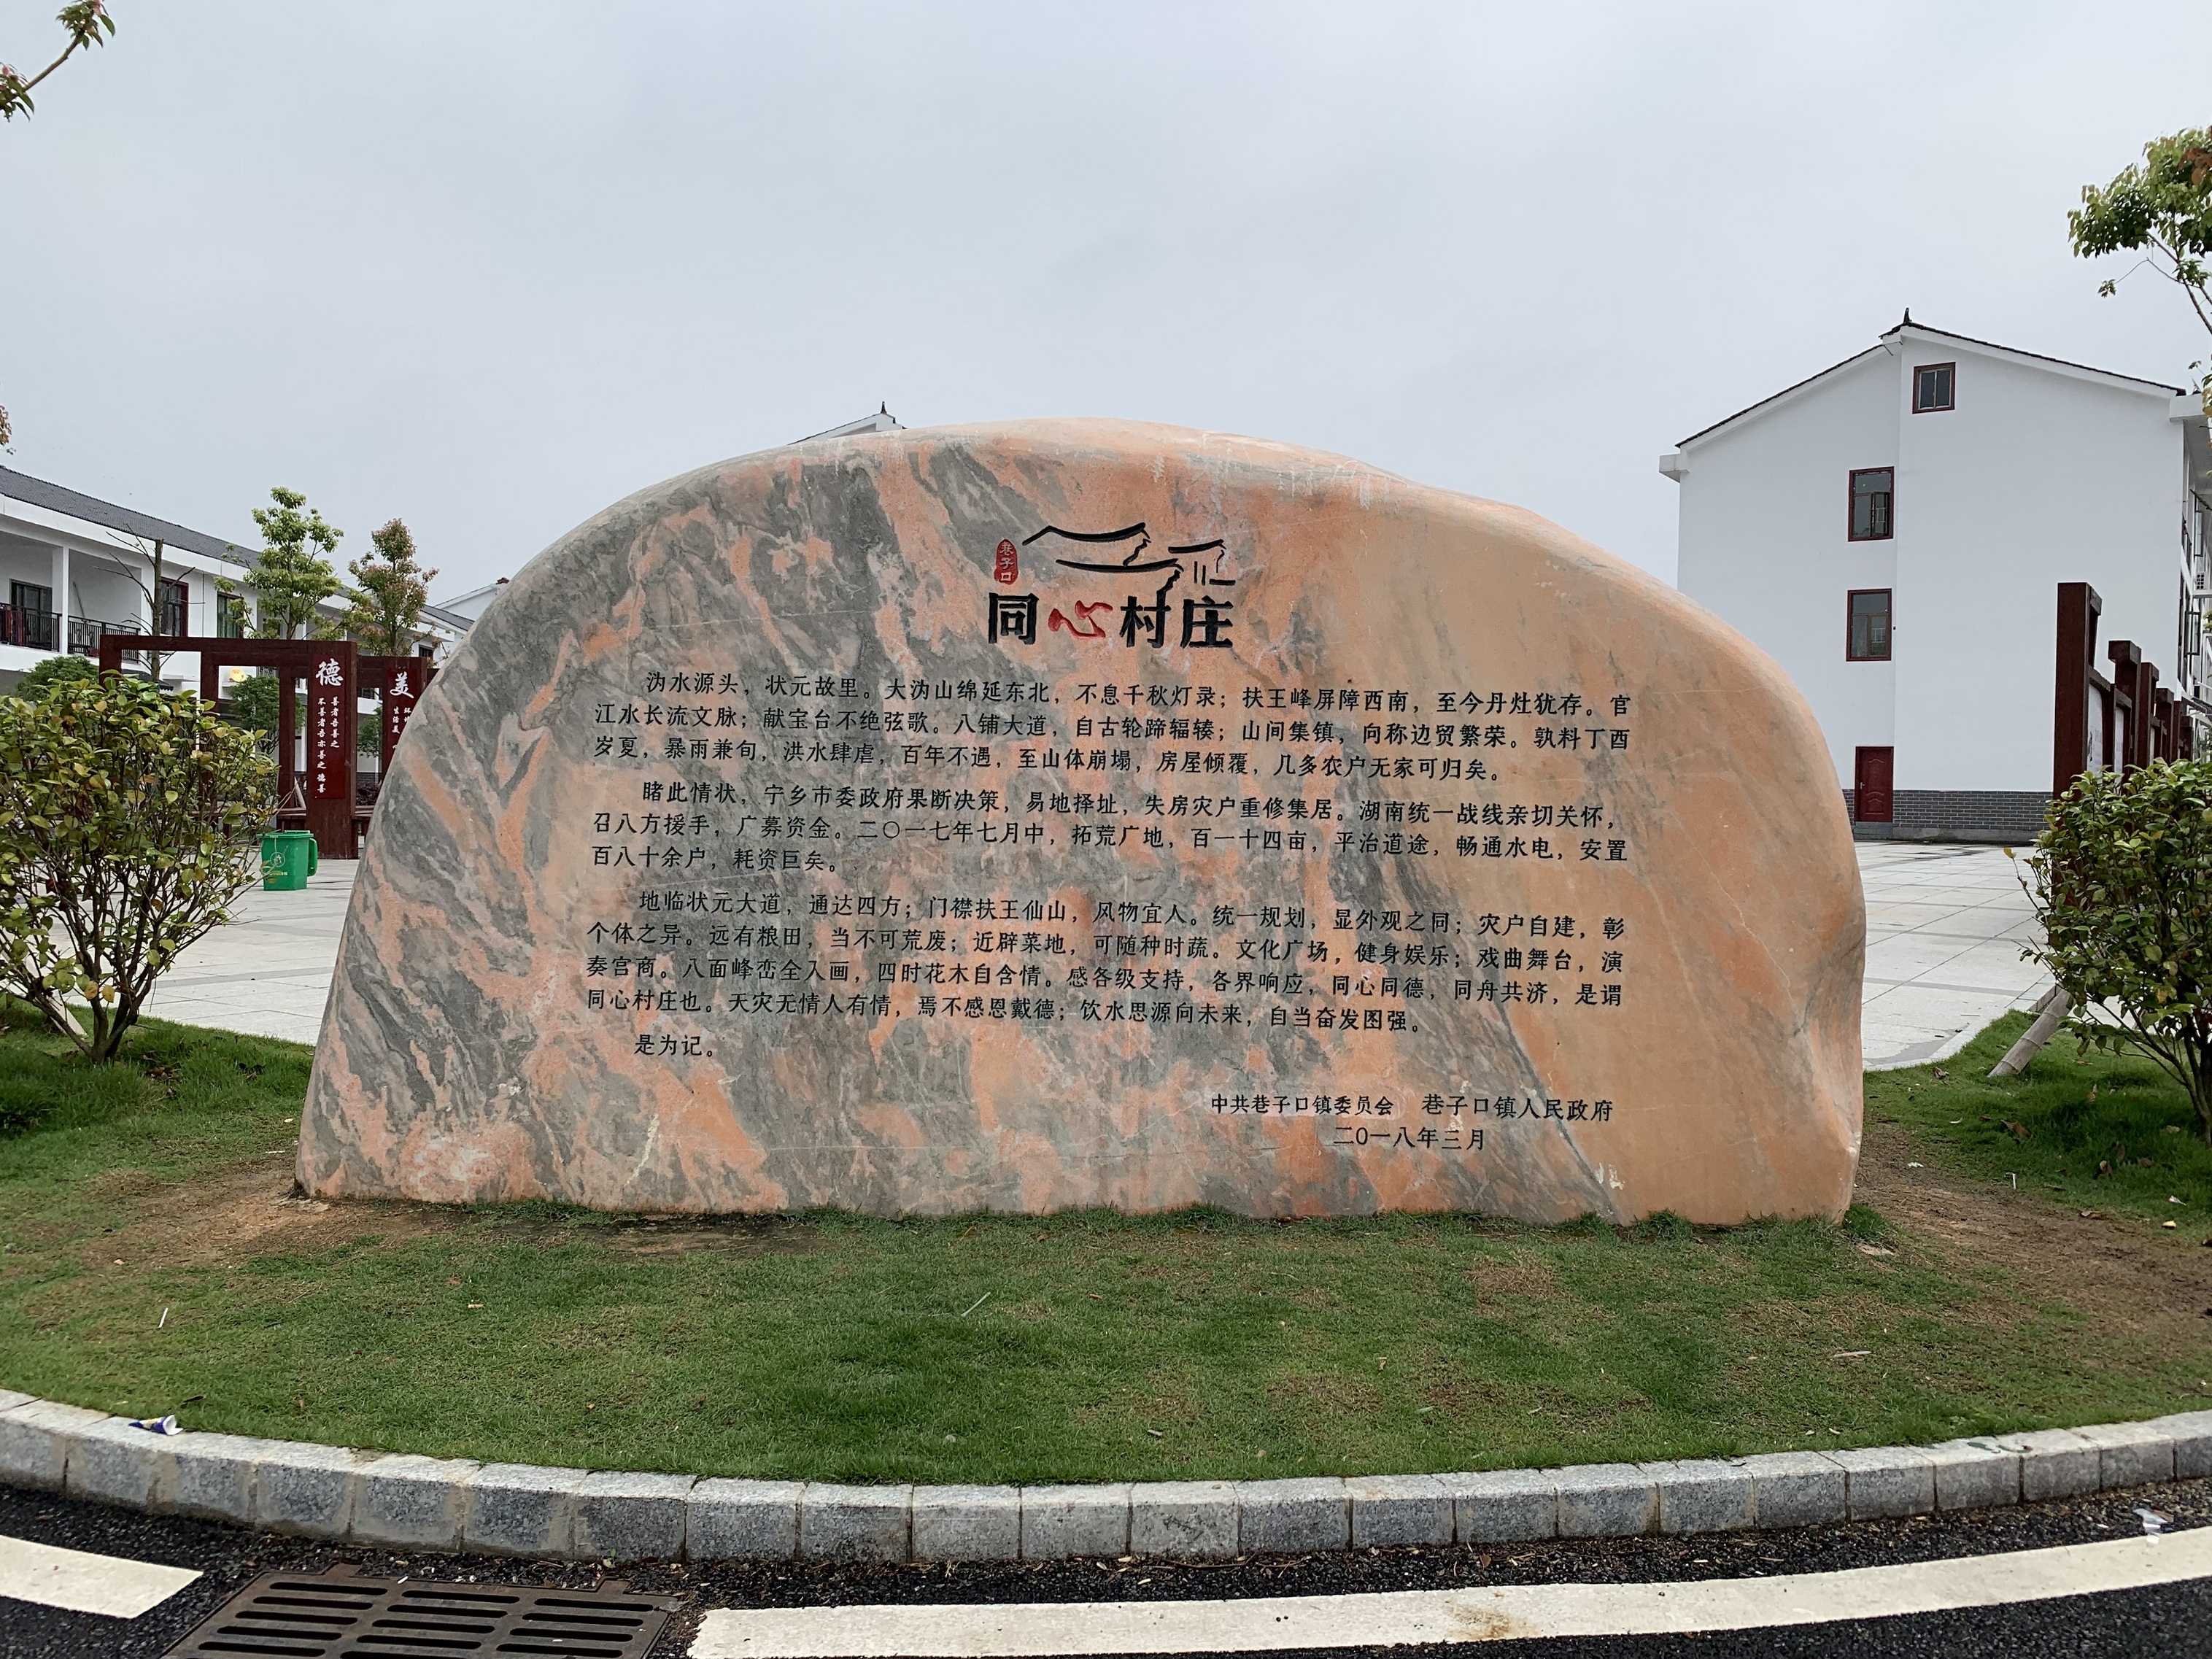 巷子口
同心村庄
沩水源头，状元故里。大沩山绵延东北，不息千秋灯录；扶王峰屏障西南，至今丹灶犹存。官
江水长流文脉；献宝台不绝弦歌。八铺大道，自古轮蹄辐辏；山间集镇，向称边贸繁荣。孰料丁酉
岁夏，暴雨兼旬，洪水肆虐，百年不遇，至山体崩塌，房屋倾覆，几多农户无家可归矣。
睹此情状，宁乡市委政府果断决策，易地择址，失房灾户重修集居。湖南统一战线亲切关怀，
召八方援手，广募资金。二〇一七年七月中，拓荒广地，百一十四亩，平治道途，畅通水电，安置
百八十余户，耗资巨矣。
地临状元大道，通达四方；门襟扶王仙山，风物宜人。统一规划，显外观之同；灾户自建，彰
个体之异。远有粮田，当不可荒废；近辟菜地，可随种时蔬。文化广场，健身娱乐；戏曲舞台，演
奏宫商。八面峰峦全入画，四时花木自含情。感各级支持，各界响应，同心同德，同舟共济，是谓
同心村庄也。天灾无情人有情，焉不感恩戴德；饮水思源向未来，自当奋发图强。
是为记。
中共巷子口镇委员会 巷子口镇人民政府
二0一八年三月
德
善者吾善之
不善者吾亦善之 德善
美